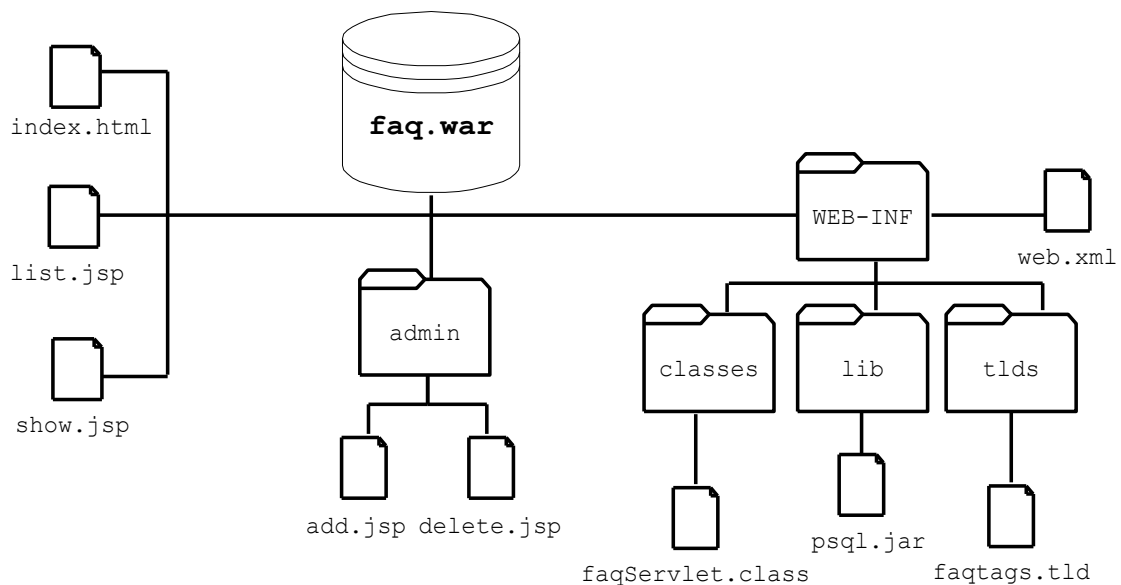 faq.war
index.html
WEB-INF
list.jsp
web.xml
admin
classes
lib
tlds
show.jsp
add.jsp
delete.jsp
psql.jar
faqServlet.class
faqtags.tld